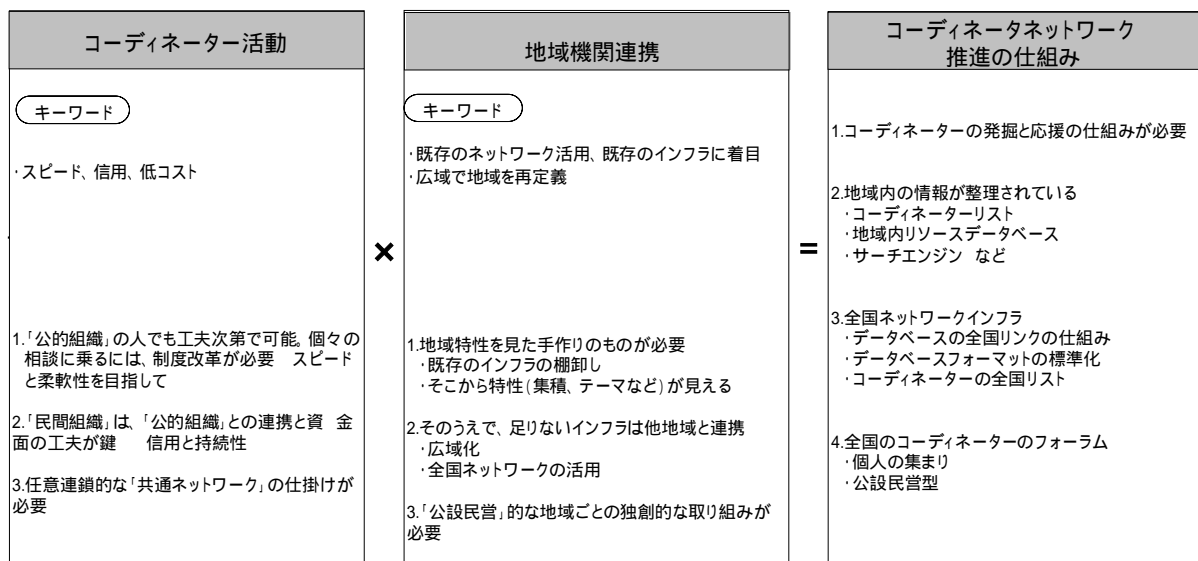 コーディネーター活動
キーワード
・スピード、信用、低コスト
1.「公的組織」の人でも工夫次第で可能。個々の
相談に乗るには、制度改革が必要　スピード
と柔軟性を目指して
2.「民間組織」は、「公的組織」との連携と資　金
面の工夫が鍵　　信用と持続性
3.任意連鎖的な「共通ネットワーク」の仕掛けが
必要
×
地域機関連携
キーワード
・既存のネットワーク活用、既存のインフラに着目
・広域で地域を再定義
1.地域特性を見た手作りのものが必要
・既存のインフラの棚卸し
・そこから特性(集積、テーマなど)が見える
2.そのうえで、足りないインフラは他地域と連携
・広域化
・全国ネットワークの活用
3.「公設民営」的な地域ごとの独創的な取り組みが
必要
=
コーディネータネットワーク
推進の仕組み
1.コーディネーターの発掘と応援の仕組みが必要
2.地域内の情報が整理されている
・コーディネーターリスト
・地域内リソースデータベース
・サーチエンジン　など
3.全国ネットワークインフラ
・データベースの全国リンクの仕組み
・データベースフォーマットの標準化
・コーディネーターの全国リスト
4.全国のコーディネーターのフォーラム
・個人の集まり
・公設民営型